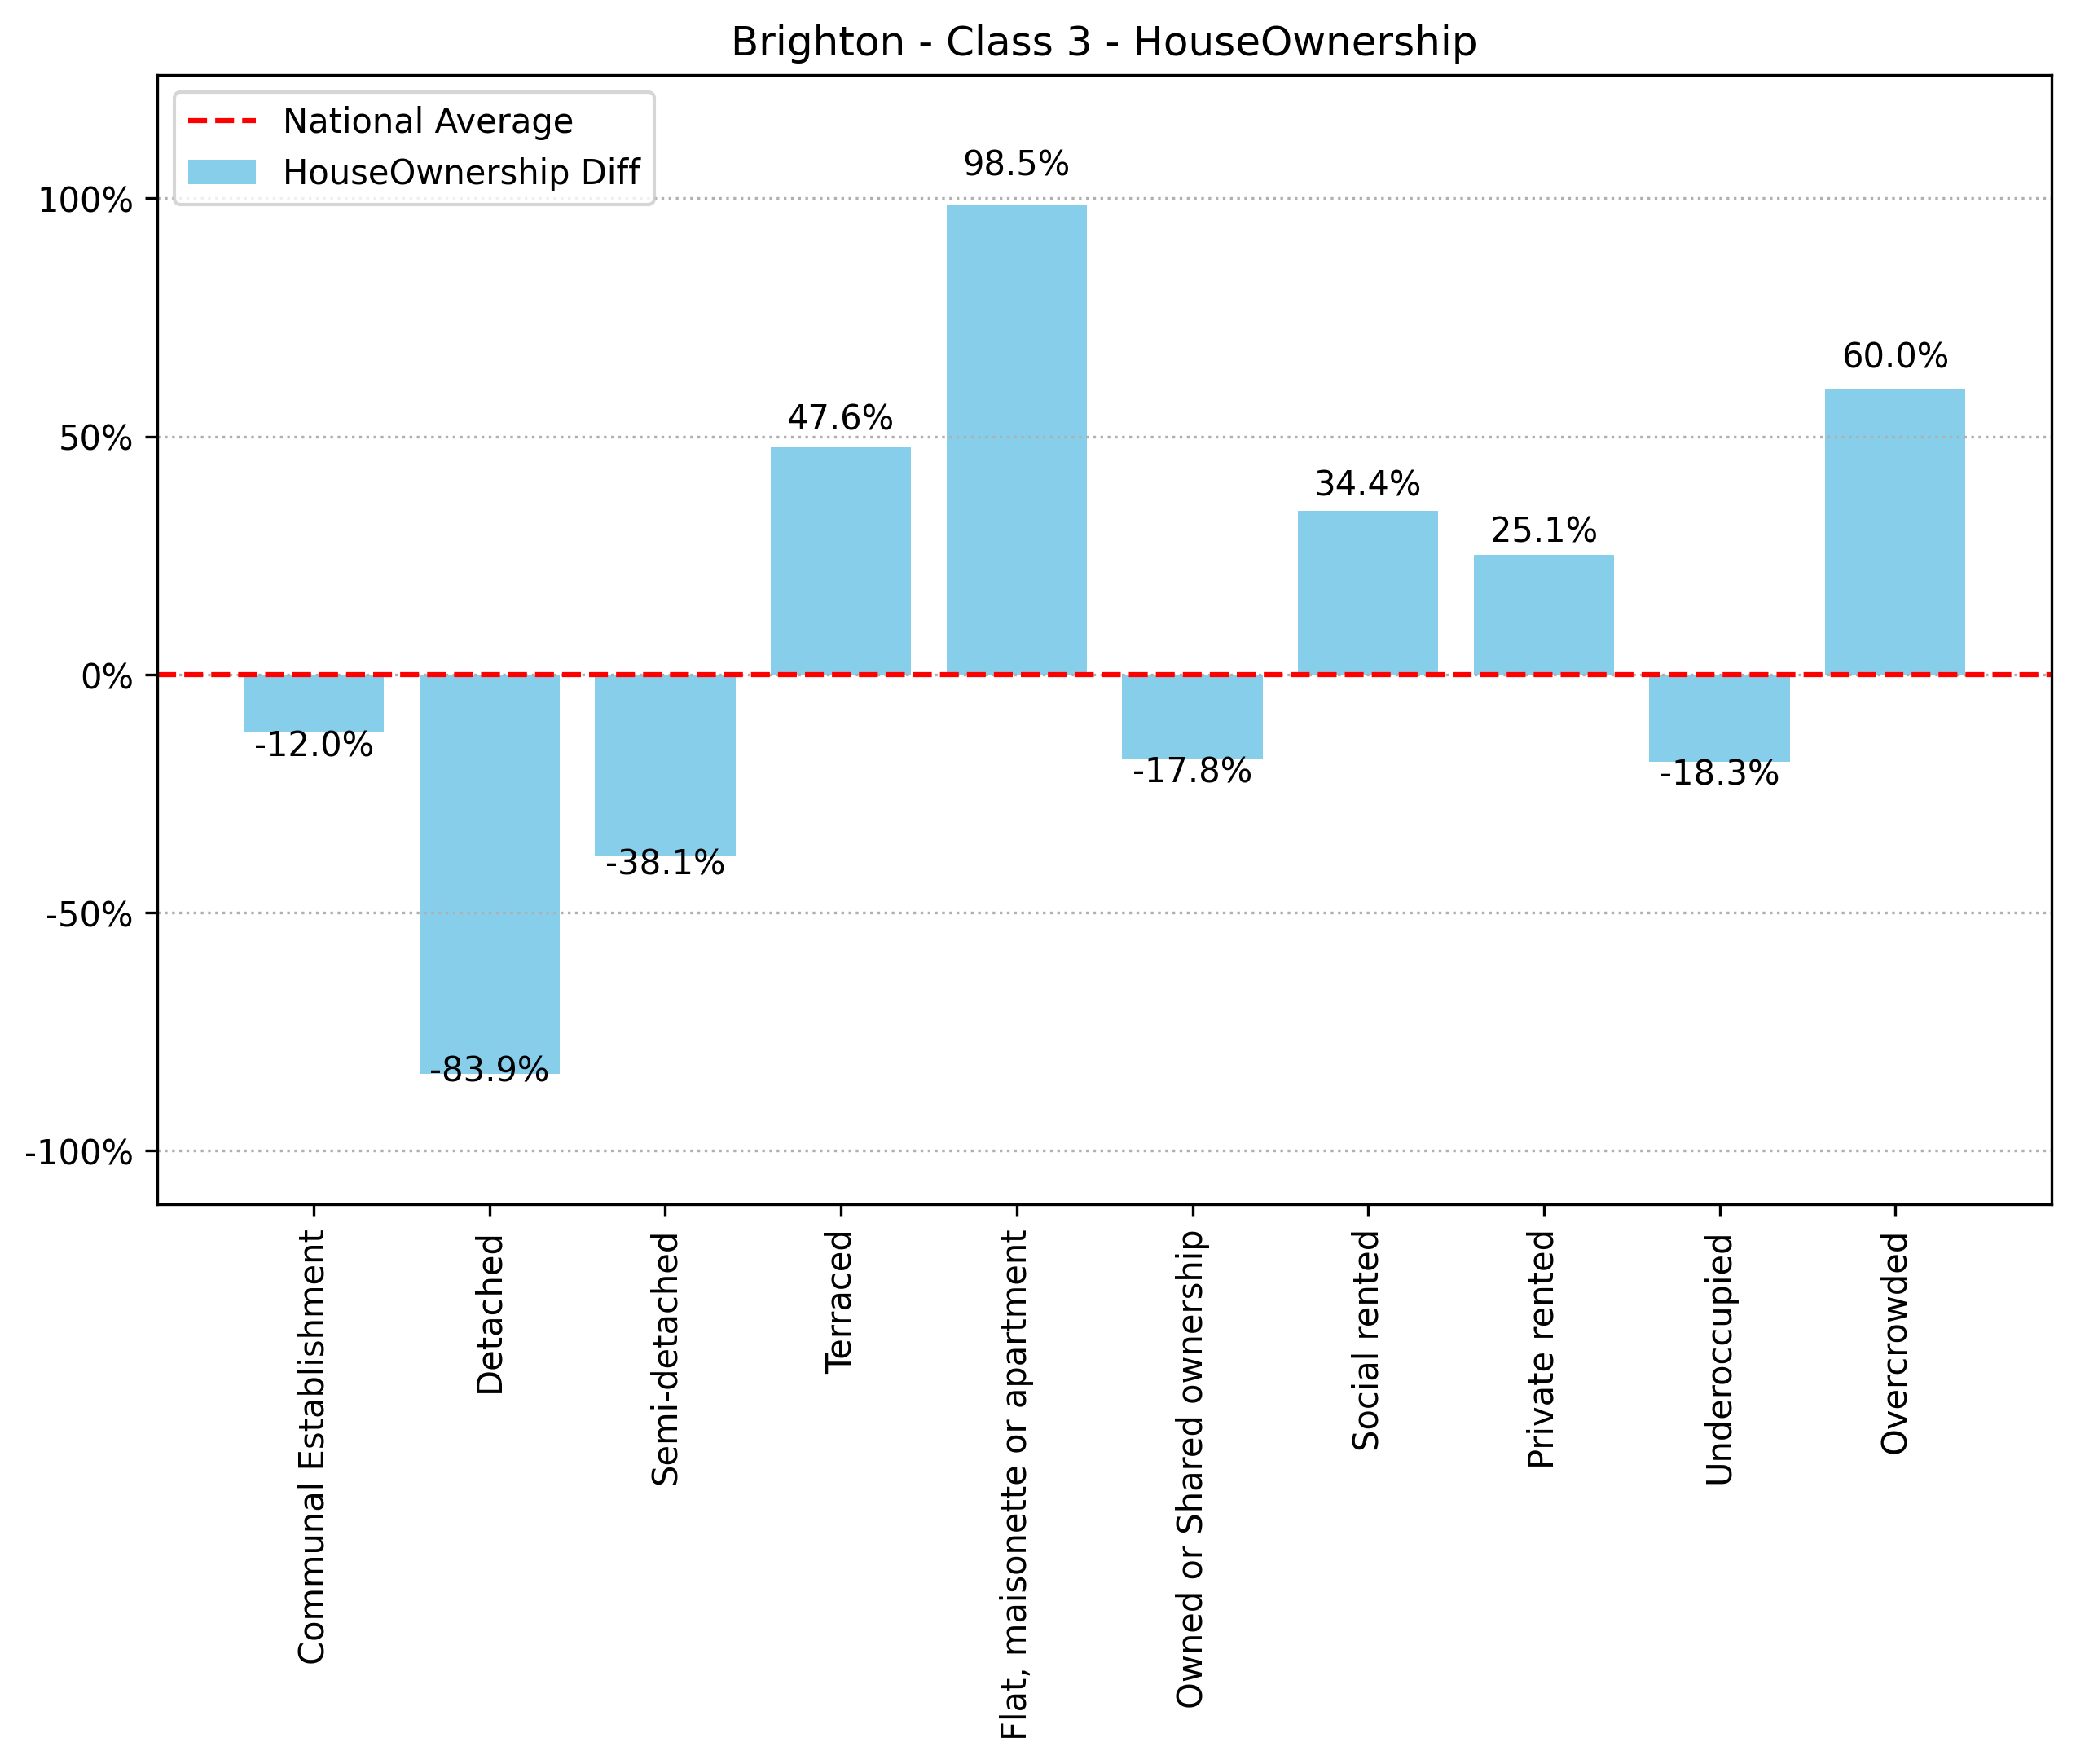 Brighton - Class 3 - HouseOwnership
National Average
HouseOwnership Diff
100%
50%
0%
-50%
-100%
-12.0%
-83.9%
-38.1%
47.6%
98.5%
-17.8%
34.4%
25.1%
-18.3%
60.0%
Communal Establishment
Detached
Semi-detached
Terraced
Flat, maisonette or apartment
Owned or Shared ownership
Social rented
Private rented
Underoccupied
Overcrowded